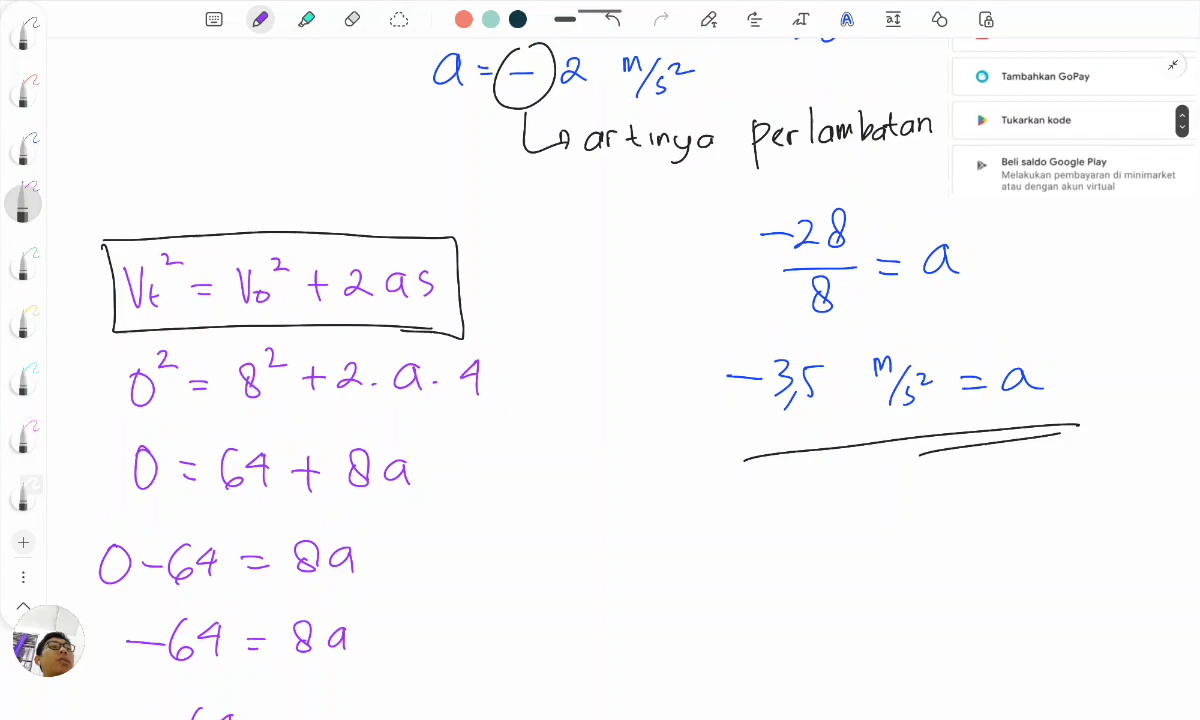 a = - 2 m/s²
↳ artinya perlambatan
Tambahkan GoPay
Tukarkan kode
Beli saldo Google Play
Melakukan pembayaran di minimarket
atau dengan akun virtual
Vt² = Vo² + 2 as
0² = 8² + 2 . a . 4
0 = 64 + 8a
0 - 64 = 8a
-64 = 8a
-28/8 = a
-3,5 m/s² = a